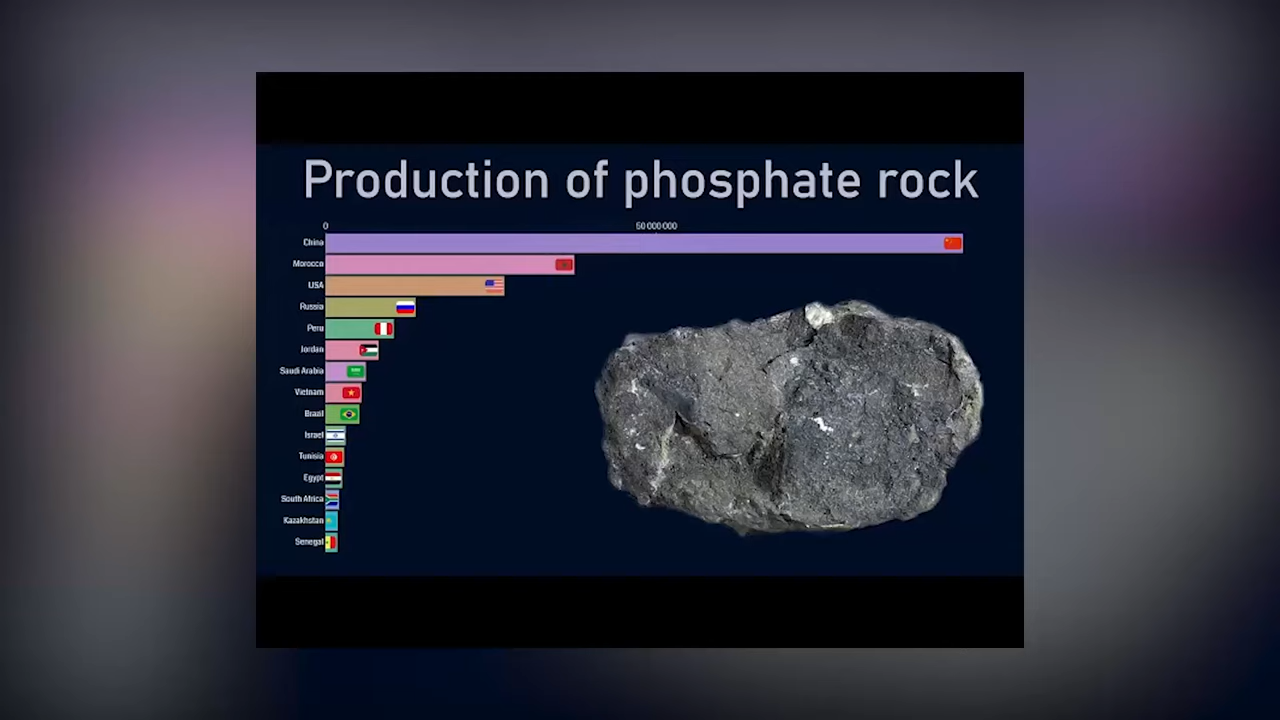 Production of phosphate rock
0 50 000 000
China
Morocco
USA
Russia
Peru
Jordan
Saudi Arabia
Vietnam
Brazil
Israel
Tunisia
Egypt
South Africa
Kazakhstan
Senegal